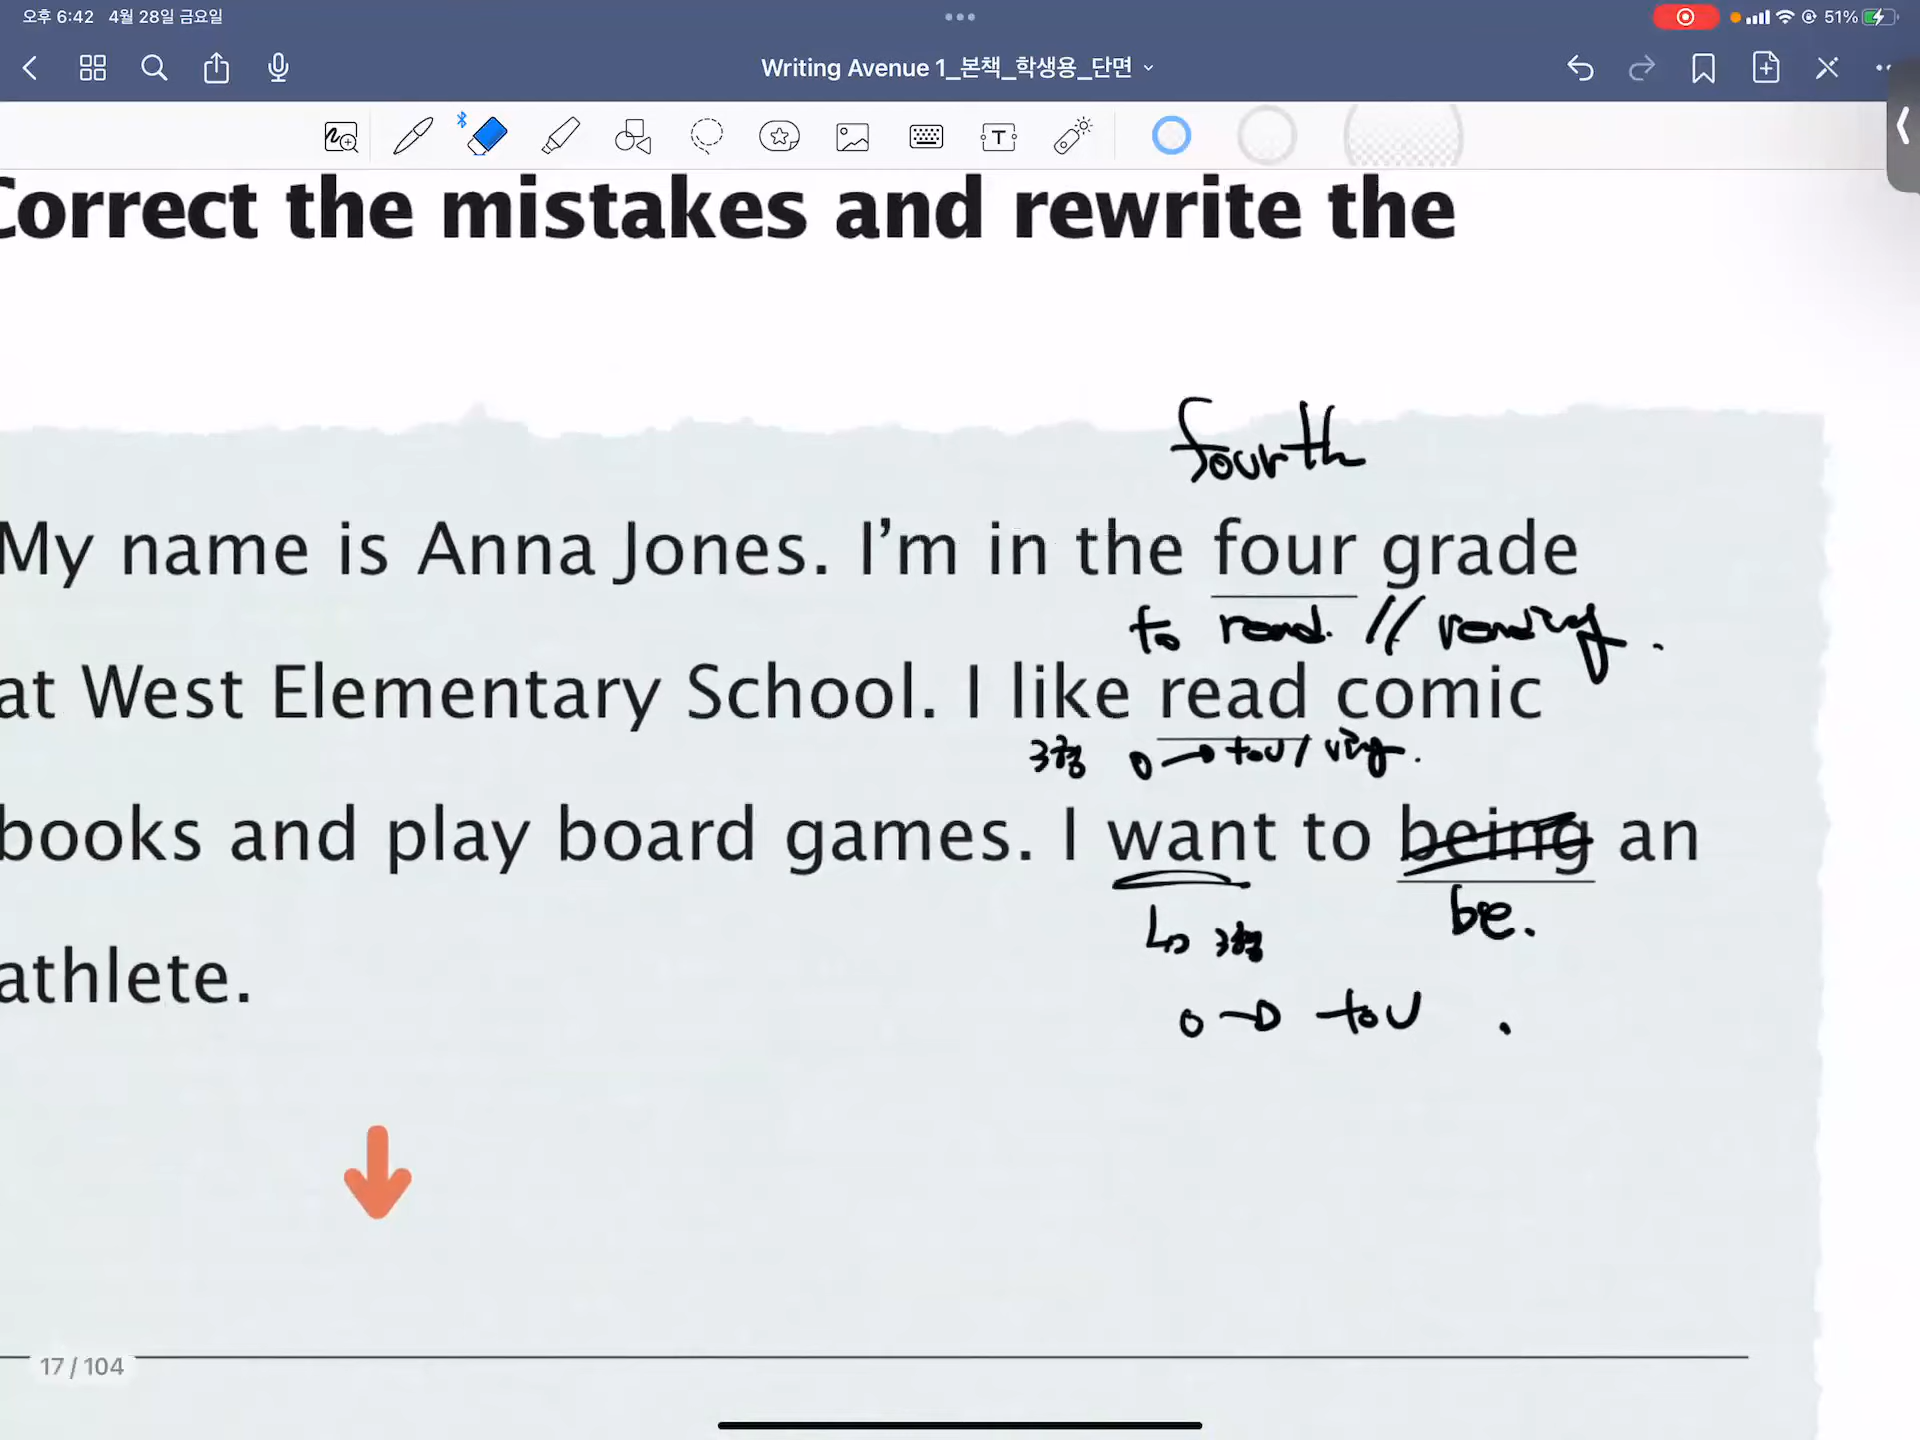 오후 6:42 4월 28일 금요일
51%
Writing Avenue 1_본책_학생용_단면
T
Correct the mistakes and rewrite the
fourth
My name is Anna Jones. I'm in the four grade
to read. // reading.
at West Elementary School. I like read comic
3형 O → toV / Ving.
books and play board games. I want to being an
be.
↳ 3형
athlete.
O → toV .
17 / 104